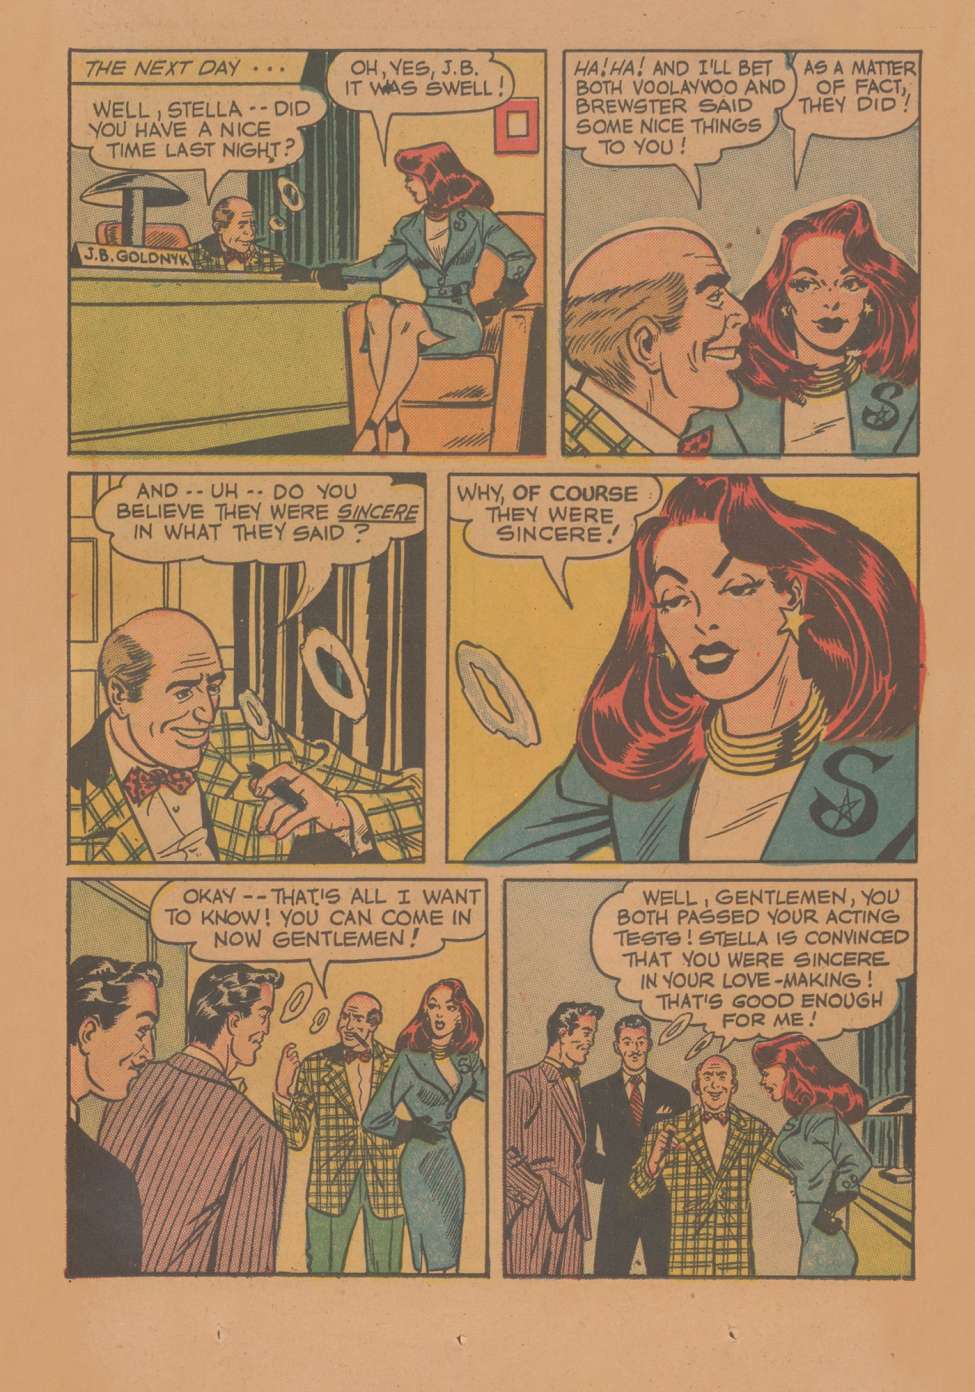 THE NEXT DAY ...
WELL, STELLA -- DID
YOU HAVE A NICE
TIME LAST NIGHT?
OH, YES, J.B.
IT WAS SWELL!
J.B. GOLDNYK
S
HA! HA! AND I'LL BET
BOTH VOOLAYVOO AND
BREWSTER SAID
SOME NICE THINGS
TO YOU!
AS A MATTER
OF FACT,
THEY DID!
S
AND -- UH -- DO YOU
BELIEVE THEY WERE SINCERE
IN WHAT THEY SAID?
WHY, OF COURSE
THEY WERE
SINCERE!
S
OKAY -- THAT'S ALL I WANT
TO KNOW! YOU CAN COME IN
NOW GENTLEMEN!
S
WELL, GENTLEMEN, YOU
BOTH PASSED YOUR ACTING
TESTS! STELLA IS CONVINCED
THAT YOU WERE SINCERE
IN YOUR LOVE-MAKING!
THAT'S GOOD ENOUGH
FOR ME!